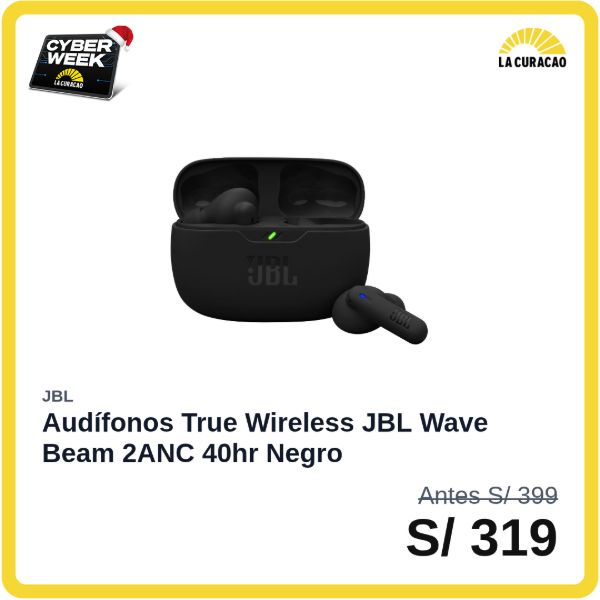 CYBER
WEEK
LA CURACAO
LA CURACAO
JBL
JBL
JBL
Audífonos True Wireless JBL Wave
Beam 2ANC 40hr Negro
Antes S/ 399
S/ 319